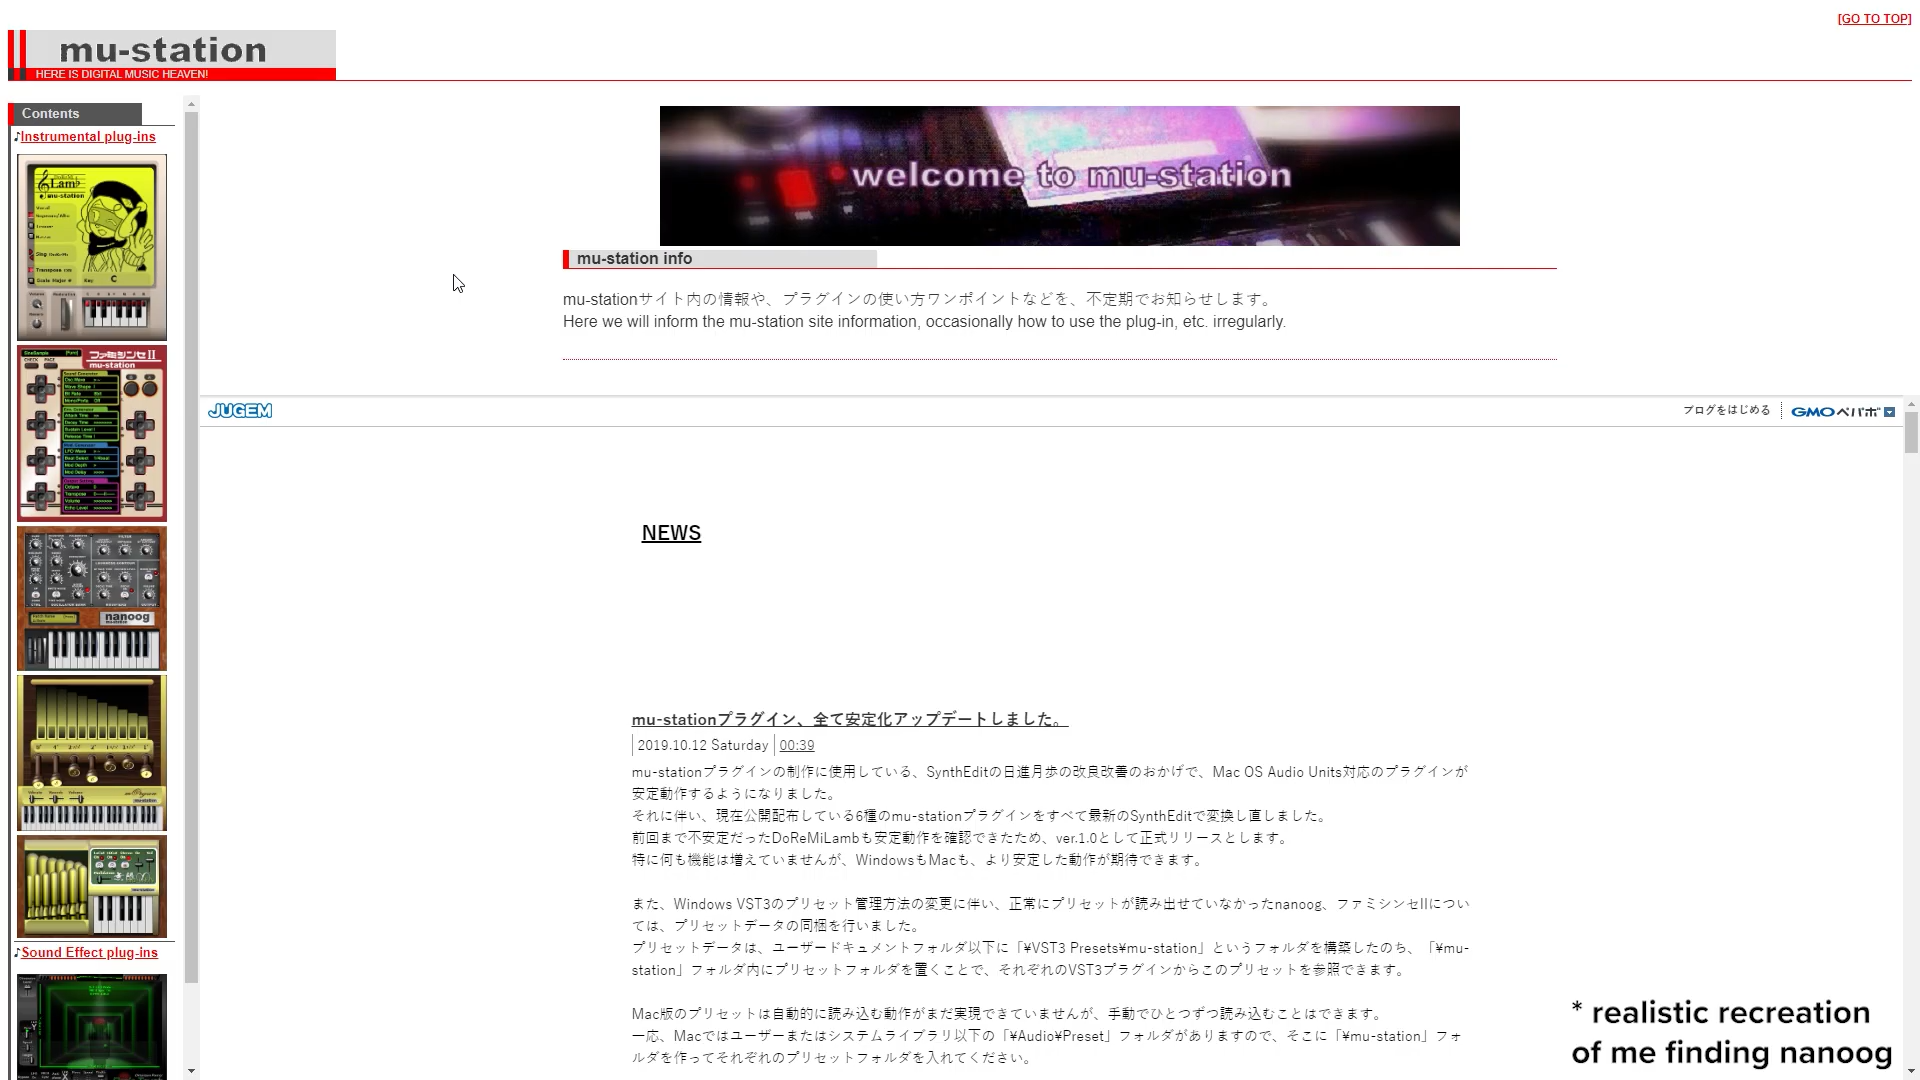 [GO TO TOP]
mu-station
HERE IS DIGITAL MUSIC HEAVEN!
Contents
♪Instrumental plug-ins
Lamb
mu-station
C
ファミシンセII
mu-station
nanoog
mu-station
♪Sound Effect plug-ins
welcome to mu-station
mu-station info
mu-stationサイト内の情報や、プラグインの使い方ワンポイントなどを、不定期でお知らせします。
Here we will inform the mu-station site information, occasionally how to use the plug-in, etc. irregularly.
JUGEM
ブログをはじめる
GMOペパボ
NEWS
mu-stationプラグイン、全て安定化アップデートしました。
2019.10.12 Saturday 00:39
mu-stationプラグインの制作に使用している、SynthEditの日進月歩の改良改善のおかげで、Mac OS Audio Units対応のプラグインが
安定動作するようになりました。
それに伴い、現在公開配布している6種のmu-stationプラグインをすべて最新のSynthEditで変換し直しました。
前回まで不安定だったDoReMiLambも安定動作を確認できたため、ver.1.0として正式リリースとします。
特に何も機能は増えていませんが、WindowsもMacも、より安定した動作が期待できます。
また、Windows VST3のプリセット管理方法の変更に伴い、正常にプリセットが読み出せていなかったnanoog、ファミシンセIIについ
ては、プリセットデータの同梱を行いました。
プリセットデータは、ユーザードキュメントフォルダ以下に「¥VST3 Presets¥mu-station」というフォルダを構築したのち、「¥mu-
station」フォルダ内にプリセットフォルダを置くことで、それぞれのVST3プラグインからこのプリセットを参照できます。
Mac版のプリセットは自動的に読み込む動作がまだ実現できていませんが、手動でひとつずつ読み込むことはできます。
一応、Macではユーザーまたはシステムライブラリ以下の「¥Audio¥Preset」フォルダがありますので、そこに「¥mu-station」フォ
ルダを作ってそれぞれのプリセットフォルダを入れてください。
* realistic recreation
of me finding nanoog